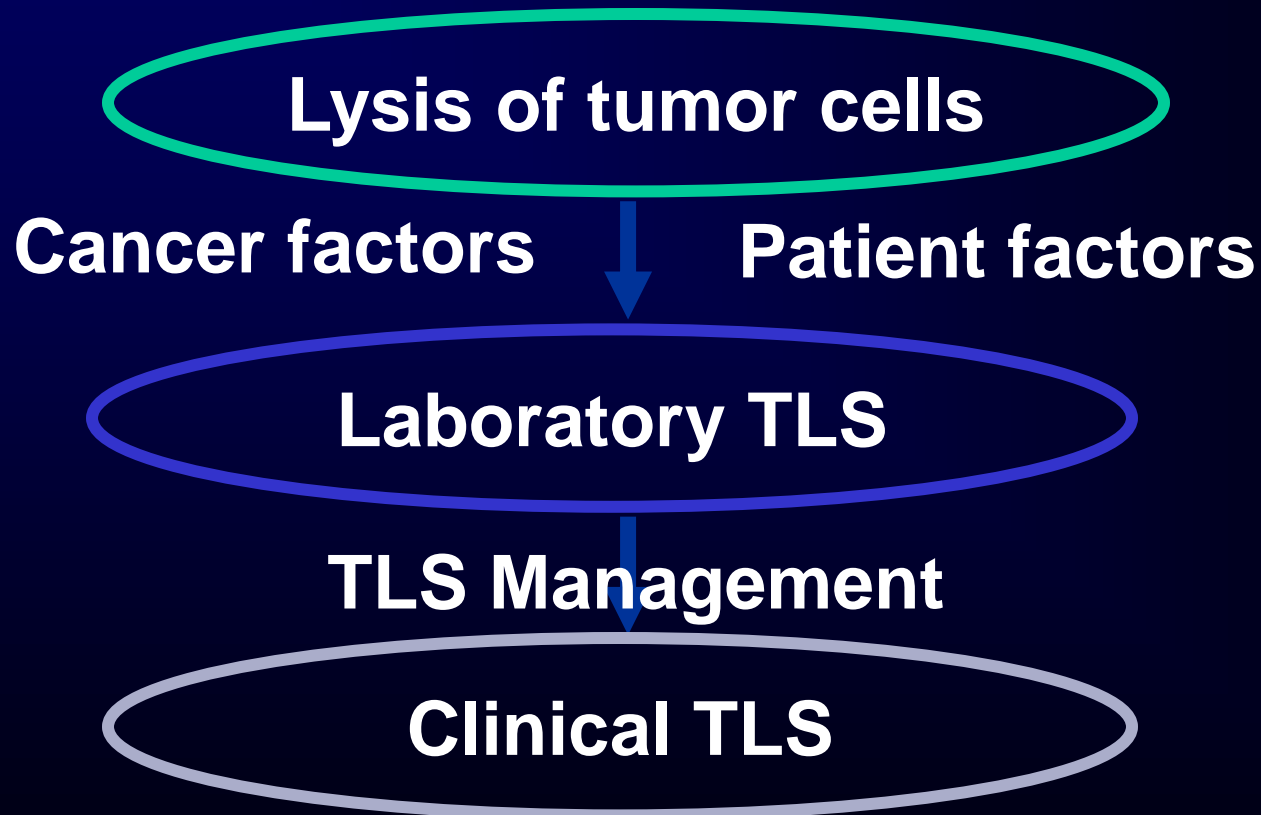 Lysis of tumor cells
Cancer factors
Patient factors
Laboratory TLS
TLS Management
Clinical TLS